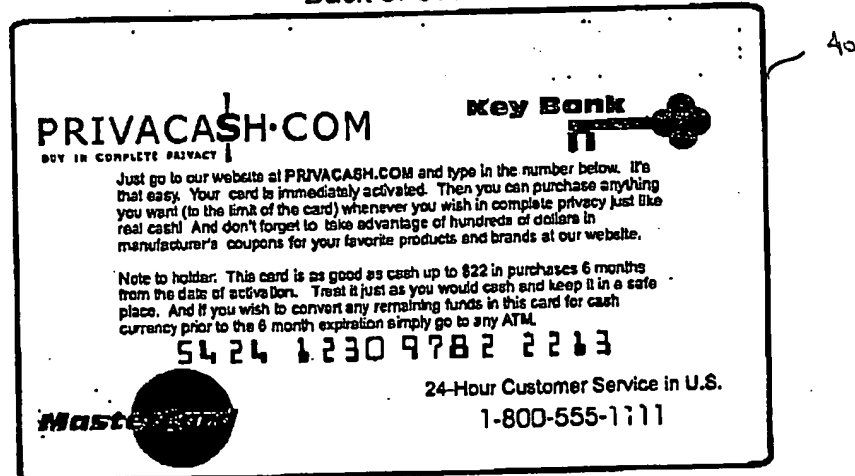 40
PRIVACASH·COM
BUY IN COMPLETE PRIVACY
Key Bank
Just go to our website at PRIVACASH.COM and type in the number below. It's
that easy. Your card is immediately activated. Then you can purchase anything
you want (to the limit of the card) whenever you wish in complete privacy just like
real cash! And don't forget to take advantage of hundreds of dollars in
manufacturer's coupons for your favorite products and brands at our website.
Note to holder: This card is as good as cash up to $22 in purchases 6 months
from the date of activation. Treat it just as you would cash and keep it in a safe
place. And if you wish to convert any remaining funds in this card for cash
currency prior to the 6 month expiration simply go to any ATM.
5424 1230 9782 2213
24-Hour Customer Service in U.S.
MasterCard
1-800-555-1111